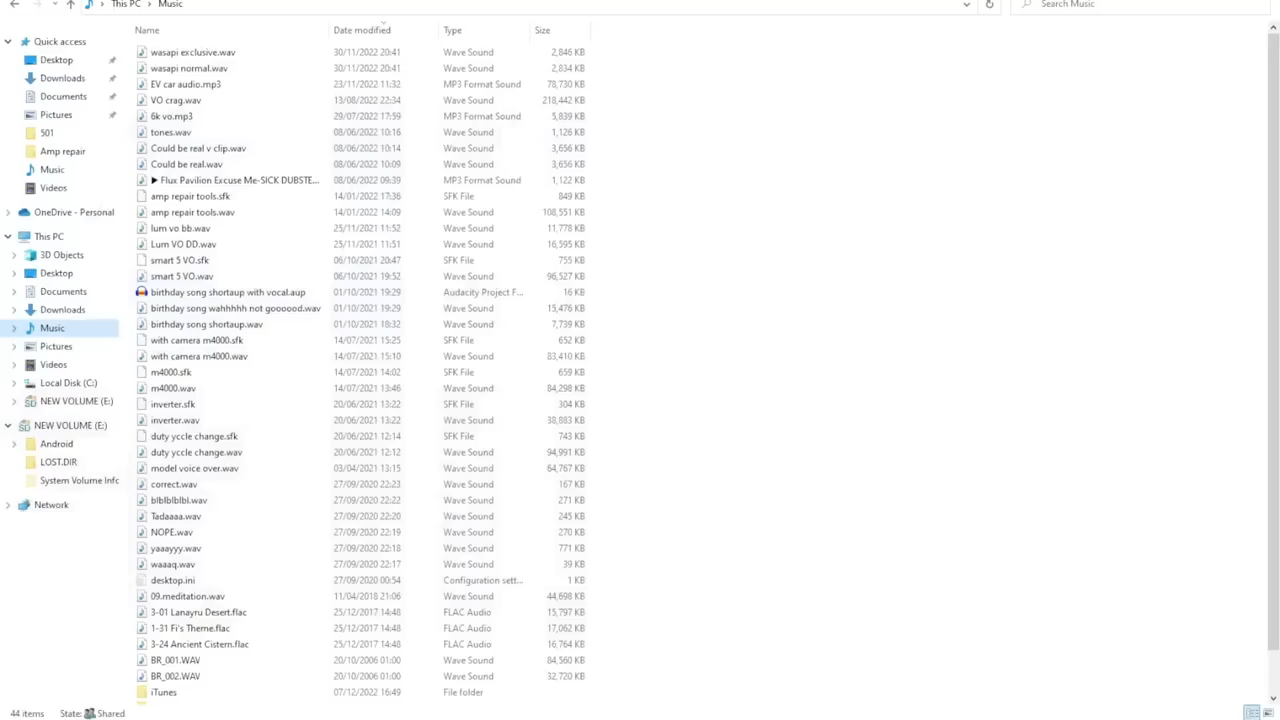 This PC > Music
Search Music
Name Date modified Type Size
Quick access
Desktop
Downloads
Documents
Pictures
501
Amp repair
Music
Videos
OneDrive - Personal
This PC
3D Objects
Desktop
Documents
Downloads
Music
Pictures
Videos
Local Disk (C:)
NEW VOLUME (E:)
NEW VOLUME (E:)
Android
LOST.DIR
System Volume Info
Network
wasapi exclusive.wav 30/11/2022 20:41 Wave Sound 2,846 KB
wasapi normal.wav 30/11/2022 20:41 Wave Sound 2,834 KB
EV car audio.mp3 23/11/2022 11:32 MP3 Format Sound 78,730 KB
VO crag.wav 13/08/2022 22:34 Wave Sound 218,442 KB
6k vo.mp3 29/07/2022 17:59 MP3 Format Sound 5,839 KB
tones.wav 08/06/2022 10:16 Wave Sound 1,126 KB
Could be real v clip.wav 08/06/2022 10:14 Wave Sound 3,656 KB
Could be real.wav 08/06/2022 10:09 Wave Sound 3,656 KB
▶ Flux Pavilion Excuse Me-SICK DUBSTE... 08/06/2022 09:39 MP3 Format Sound 1,122 KB
amp repair tools.sfk 14/01/2022 17:36 SFK File 849 KB
amp repair tools.wav 14/01/2022 14:09 Wave Sound 108,551 KB
lum vo bb.wav 25/11/2021 11:52 Wave Sound 11,778 KB
Lum VO DD.wav 25/11/2021 11:51 Wave Sound 16,595 KB
smart 5 VO.sfk 06/10/2021 20:47 SFK File 755 KB
smart 5 VO.wav 06/10/2021 19:52 Wave Sound 96,527 KB
birthday song shortaup with vocal.aup 01/10/2021 19:29 Audacity Project F... 16 KB
birthday song wahhhhh not goooood.wav 01/10/2021 19:29 Wave Sound 15,476 KB
birthday song shortaup.wav 01/10/2021 18:32 Wave Sound 7,739 KB
with camera m4000.sfk 14/07/2021 15:25 SFK File 652 KB
with camera m4000.wav 14/07/2021 15:10 Wave Sound 83,410 KB
m4000.sfk 14/07/2021 14:02 SFK File 659 KB
m4000.wav 14/07/2021 13:46 Wave Sound 84,298 KB
inverter.sfk 20/06/2021 13:22 SFK File 304 KB
inverter.wav 20/06/2021 13:22 Wave Sound 38,883 KB
duty yccle change.sfk 20/06/2021 12:14 SFK File 743 KB
duty yccle change.wav 20/06/2021 12:12 Wave Sound 94,991 KB
model voice over.wav 03/04/2021 13:15 Wave Sound 64,767 KB
correct.wav 27/09/2020 22:23 Wave Sound 167 KB
blblblblbl.wav 27/09/2020 22:22 Wave Sound 271 KB
Tadaaaa.wav 27/09/2020 22:20 Wave Sound 245 KB
NOPE.wav 27/09/2020 22:19 Wave Sound 270 KB
yaaayyy.wav 27/09/2020 22:18 Wave Sound 771 KB
waaaq.wav 27/09/2020 22:17 Wave Sound 39 KB
desktop.ini 27/09/2020 00:54 Configuration sett... 1 KB
09.meditation.wav 11/04/2018 21:06 Wave Sound 44,698 KB
3-01 Lanayru Desert.flac 25/12/2017 14:48 FLAC Audio 15,797 KB
1-31 Fi's Theme.flac 25/12/2017 14:48 FLAC Audio 17,062 KB
3-24 Ancient Cistern.flac 25/12/2017 14:48 FLAC Audio 16,764 KB
BR_001.WAV 20/10/2006 01:00 Wave Sound 84,560 KB
BR_002.WAV 20/10/2006 01:00 Wave Sound 32,720 KB
iTunes 07/12/2022 16:49 File folder
44 items State: Shared